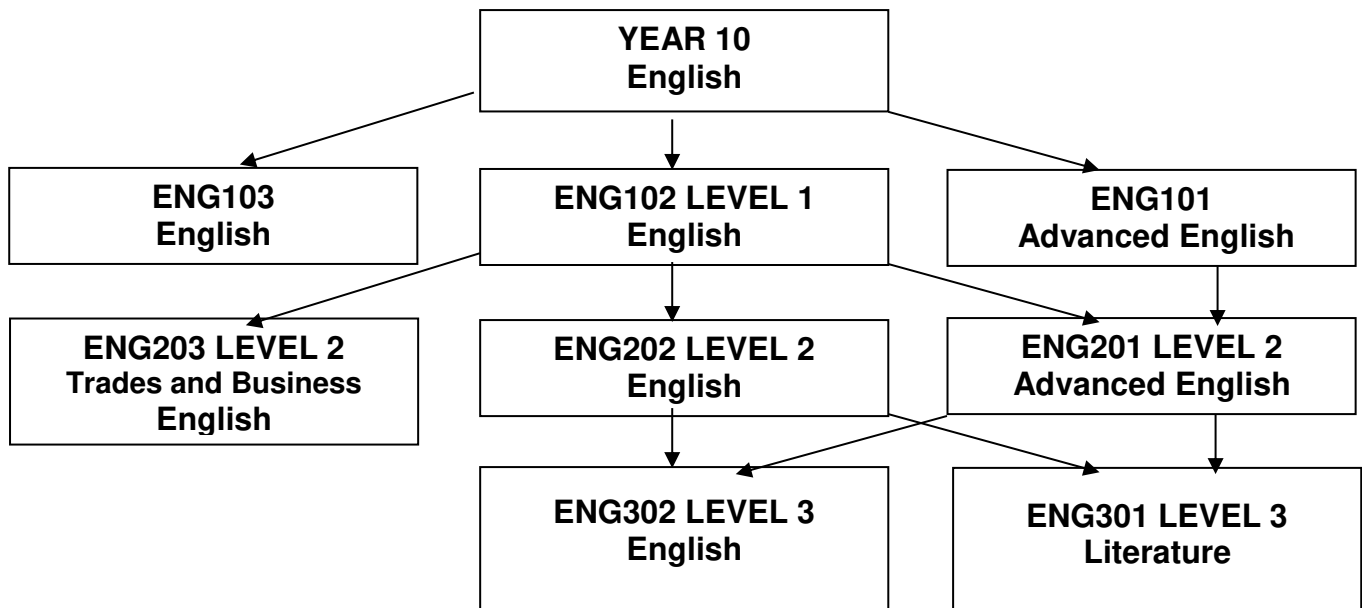 YEAR 10
English
ENG103
English
ENG102 LEVEL 1
English
ENG101
Advanced English
ENG203 LEVEL 2
Trades and Business
English
ENG202 LEVEL 2
English
ENG201 LEVEL 2
Advanced English
ENG302 LEVEL 3
English
ENG301 LEVEL 3
Literature